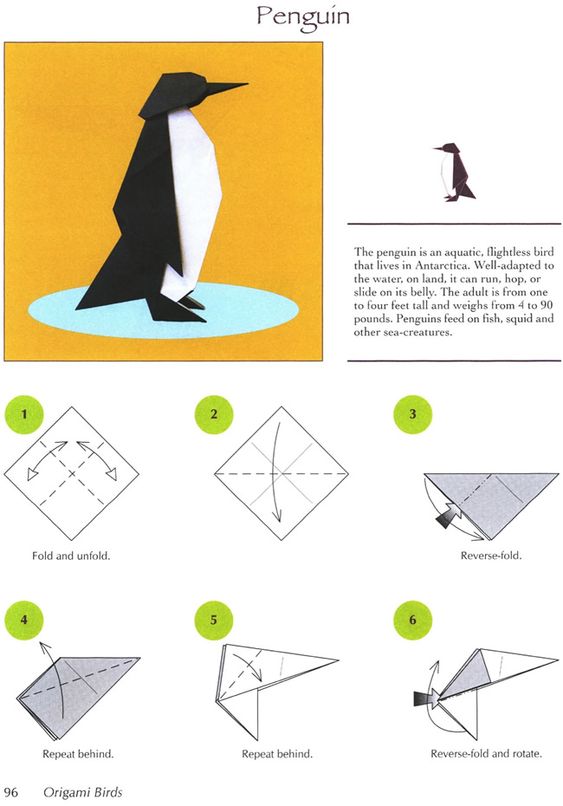 Penguin
The penguin is an aquatic, flightless bird
that lives in Antarctica. Well-adapted to
the water, on land, it can run, hop, or
slide on its belly. The adult is from one
to four feet tall and weighs from 4 to 90
pounds. Penguins feed on fish, squid and
other sea-creatures.
1
2
3
Fold and unfold.
Reverse-fold.
4
5
6
Repeat behind.
Repeat behind.
Reverse-fold and rotate.
96 Origami Birds